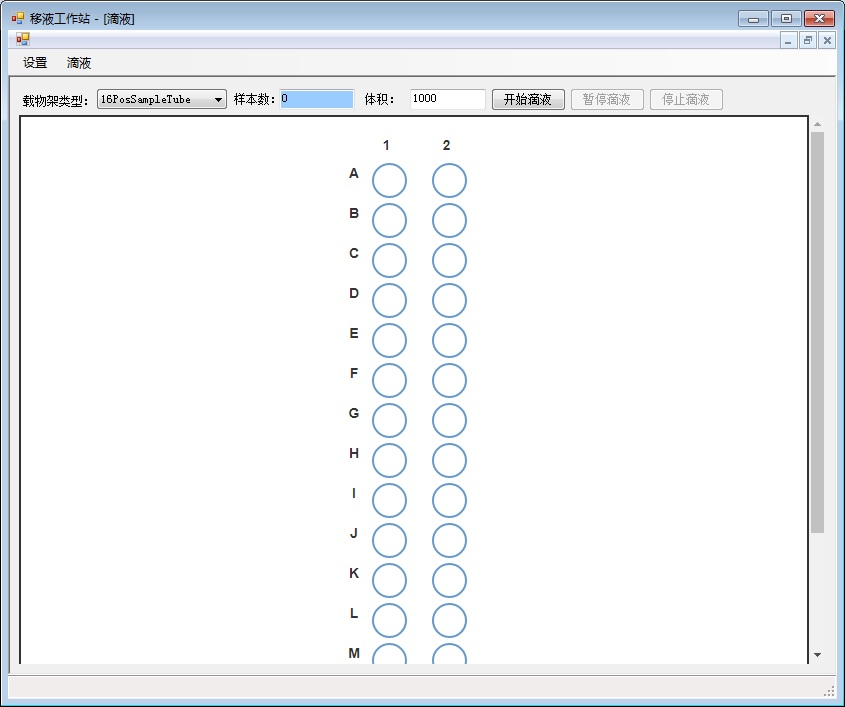 移液工作站 - [滴液]
设置 滴液
载物架类型： 16PosSampleTube 样本数： 0 体积： 1000 开始滴液 暂停滴液 停止滴液
1 2
A
B
C
D
E
F
G
H
I
J
K
L
M